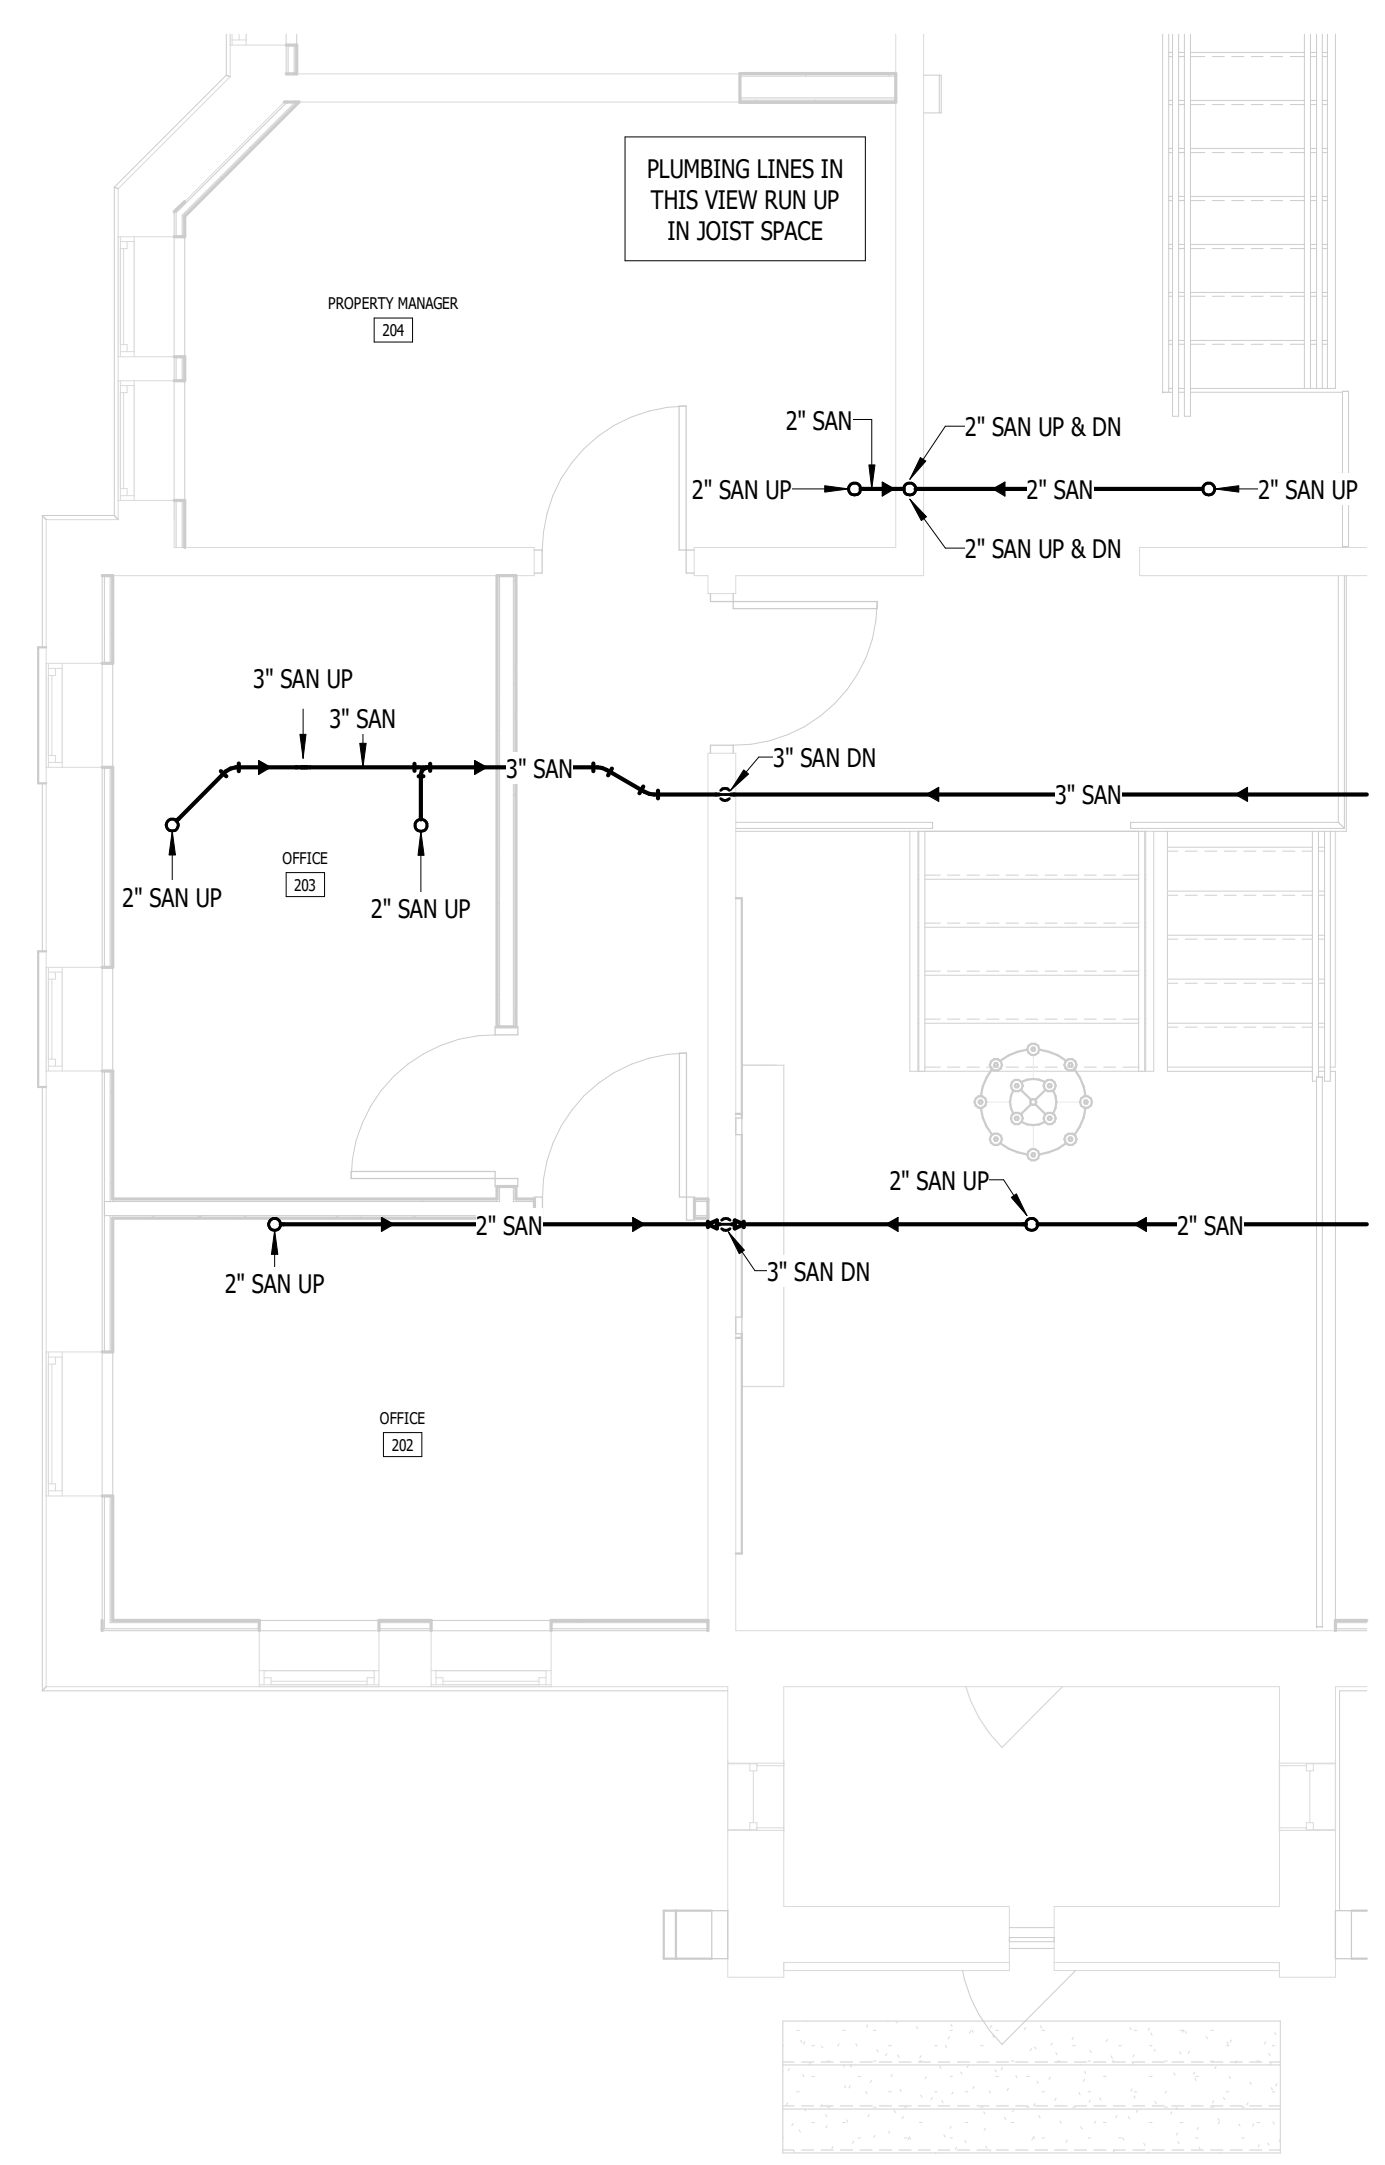 PLUMBING LINES IN
THIS VIEW RUN UP
IN JOIST SPACE
PROPERTY MANAGER
204
2" SAN
2" SAN UP & DN
2" SAN UP
2" SAN
2" SAN UP
2" SAN UP & DN
3" SAN UP
3" SAN
3" SAN
3" SAN DN
3" SAN
OFFICE
203
2" SAN UP
2" SAN UP
2" SAN UP
2" SAN
2" SAN
2" SAN UP
3" SAN DN
OFFICE
202